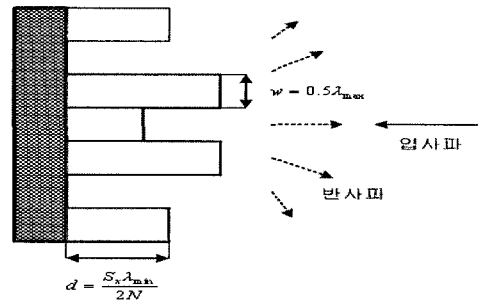 w = 0.5λmax
입사파
반사파
d = Sₙλmin / 2N